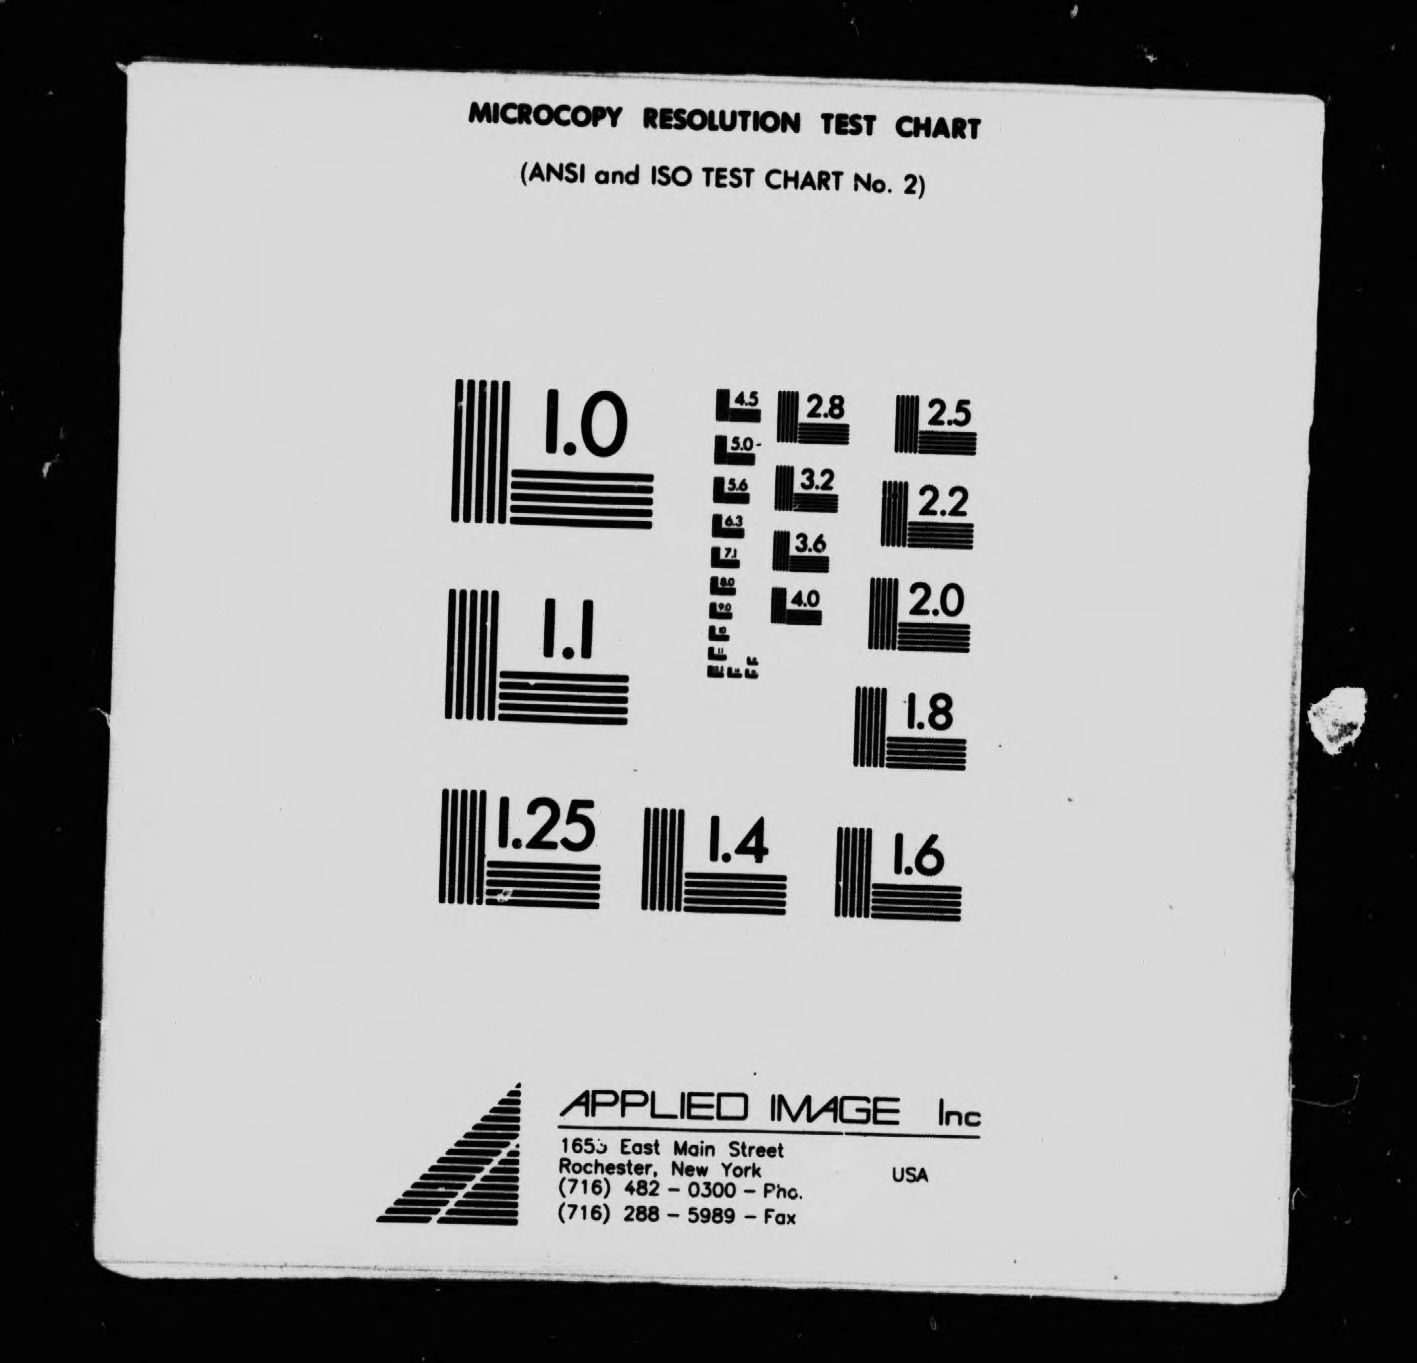 MICROCOPY RESOLUTION TEST CHART
(ANSI and ISO TEST CHART No. 2)
1.0
4.5
2.8
2.5
5.0
5.6
3.2
2.2
6.3
3.6
7.1
8.0
4.0
2.0
9.0
10
11
1.1
1.8
1.25
1.4
1.6
APPLIED IMAGE Inc
East Main Street
Rochester, New York
USA
(716) 482 - 0300 -
(716) 288 - 5989 - Fax